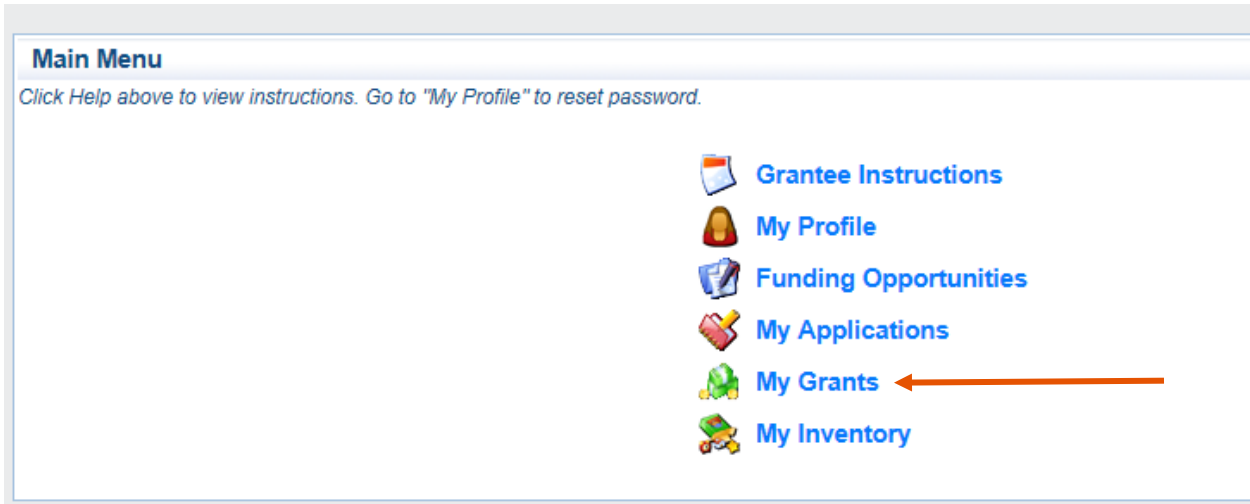 Main Menu
Click Help above to view instructions. Go to "My Profile" to reset password.
Grantee Instructions
My Profile
Funding Opportunities
My Applications
My Grants
My Inventory